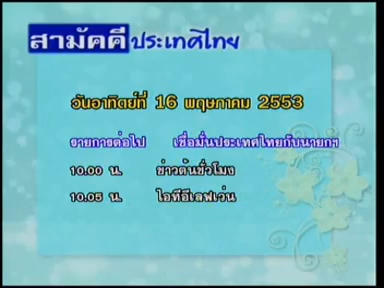 สามัคคีประเทศไทย
วันอาทิตย์ที่ 16 พฤษภาคม 2553
รายการต่อไป เชื่อมั่นประเทศไทยกับนายกฯ
10.00 น. ข่าวต้นชั่วโมง
10.05 น. ไอทีอีเลฟเว่น